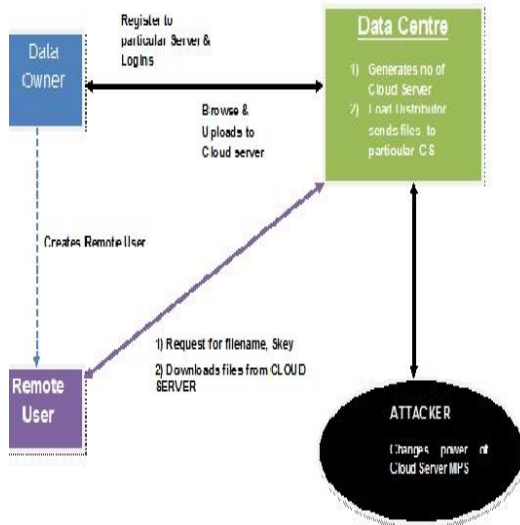 Register to
particular Server &
Logins
Data
Owner
Data Centre
1) Generates no of
Cloud Server
2) Load Distributor
sends files to
particular CS
Browse &
Uploads to
Cloud server
Creates Remote User
1) Request for filename, Skey
2) Downloads files from CLOUD
SERVER
Remote
User
ATTACKER
Changes power of
Cloud Server MPS